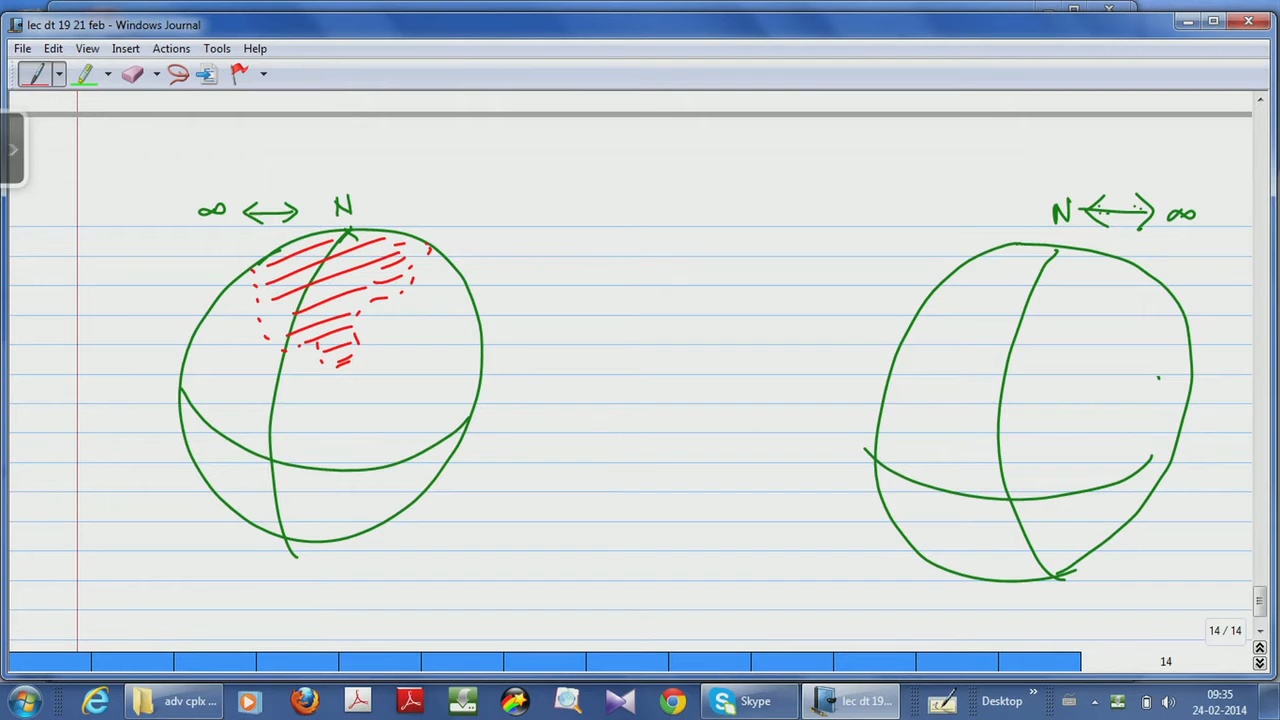 lec dt 19 21 feb - Windows Journal
File Edit View Insert Actions Tools Help
∞ ↔ N
N ↔ ∞
14 / 14
14
adv cplx ...
Skype
lec dt 19...
Desktop
»
09:35
24-02-2014